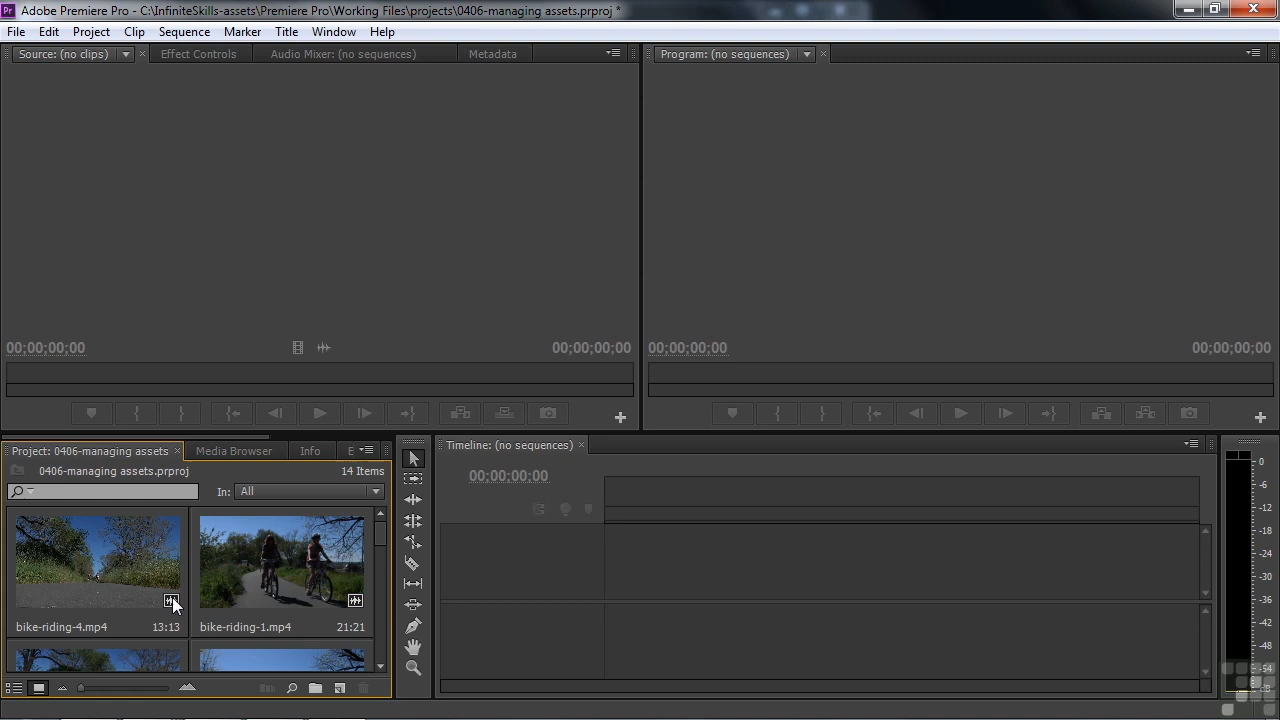 Pr Adobe Premiere Pro - C:\InfiniteSkills-assets\Premiere Pro\Working Files\projects\0406-managing assets.prproj *
File Edit Project Clip Sequence Marker Title Window Help
Source: (no clips) Effect Controls Audio Mixer: (no sequences) Metadata
Program: (no sequences)
00;00;00;00 00;00;00;00
00;00;00;00 00;00;00;00
Project: 0406-managing assets Media Browser Info E
0406-managing assets.prproj 14 Items
In: All
bike-riding-4.mp4 13:13
bike-riding-1.mp4 21:21
Timeline: (no sequences)
00;00;00;00
0
-6
-12
-18
-24
-30
-36
-42
-48
-54
dB